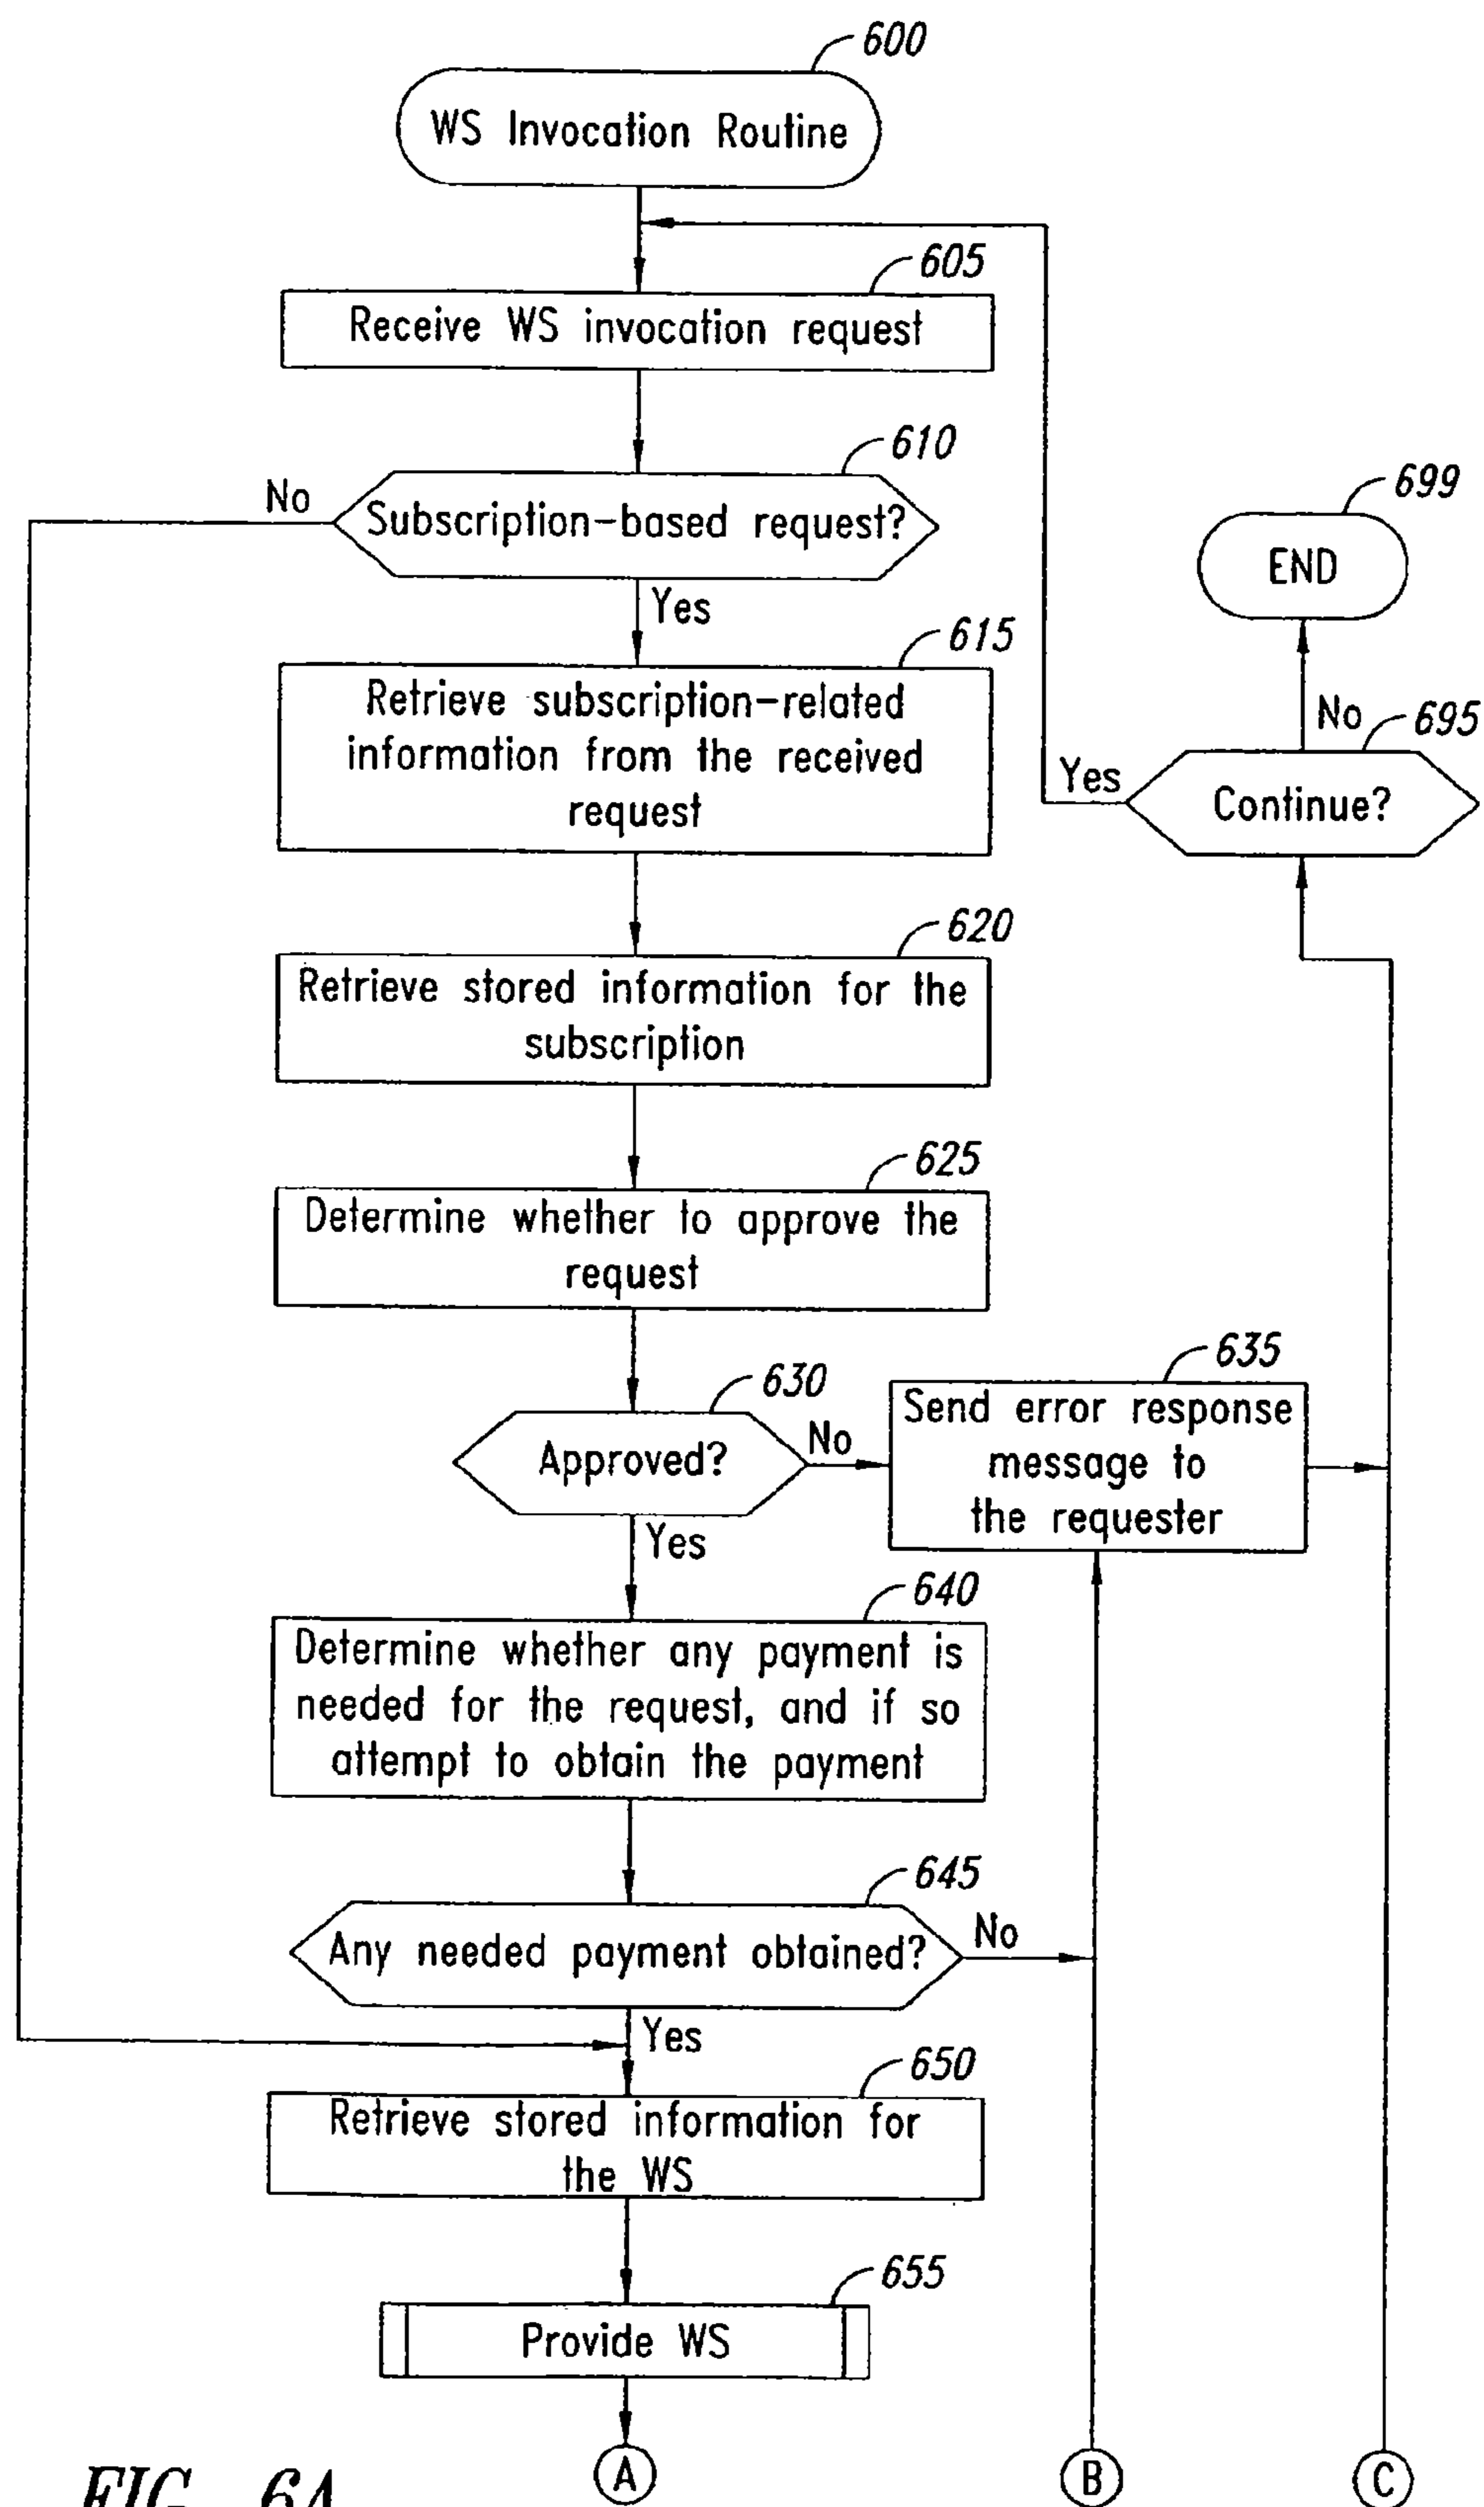 600
WS Invocation Routine
605
Receive WS invocation request
610
No
Subscription-based request?
Yes
699
END
615
Retrieve subscription-related
information from the received
request
No
695
Yes
Continue?
620
Retrieve stored information for the
subscription
625
Determine whether to approve the
request
630
Approved?
No
Yes
635
Send error response
message to
the requester
640
Determine whether any payment is
needed for the request, and if so
attempt to obtain the payment
645
Any needed payment obtained?
No
Yes
650
Retrieve stored information for
the WS
655
Provide WS
A
B
C
FIG. 6A